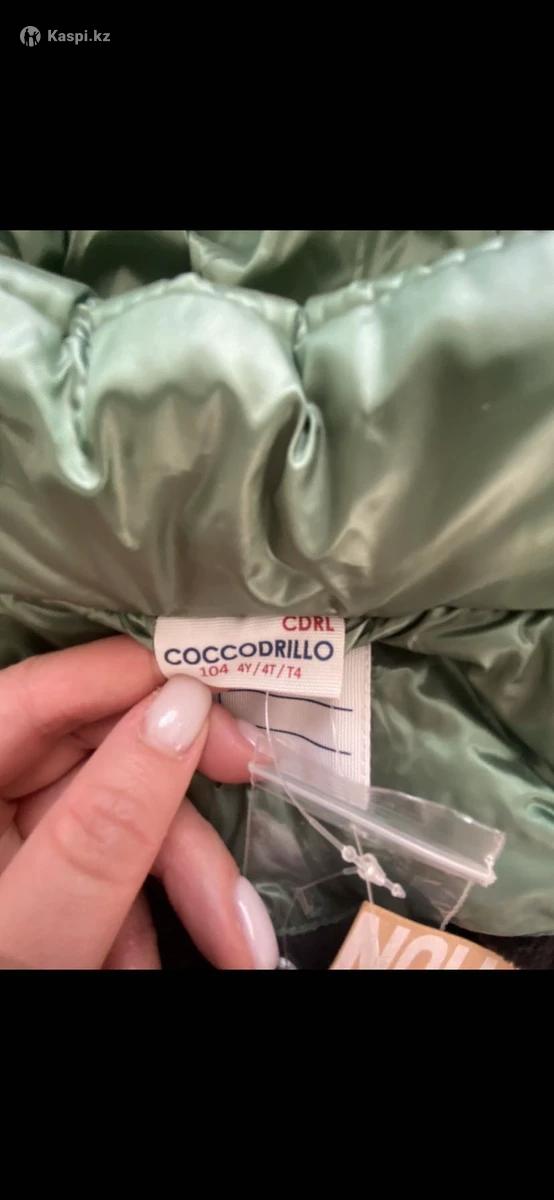 Kaspi.kz
CDRL
COCCODRILLO
104 4Y/4T/T4